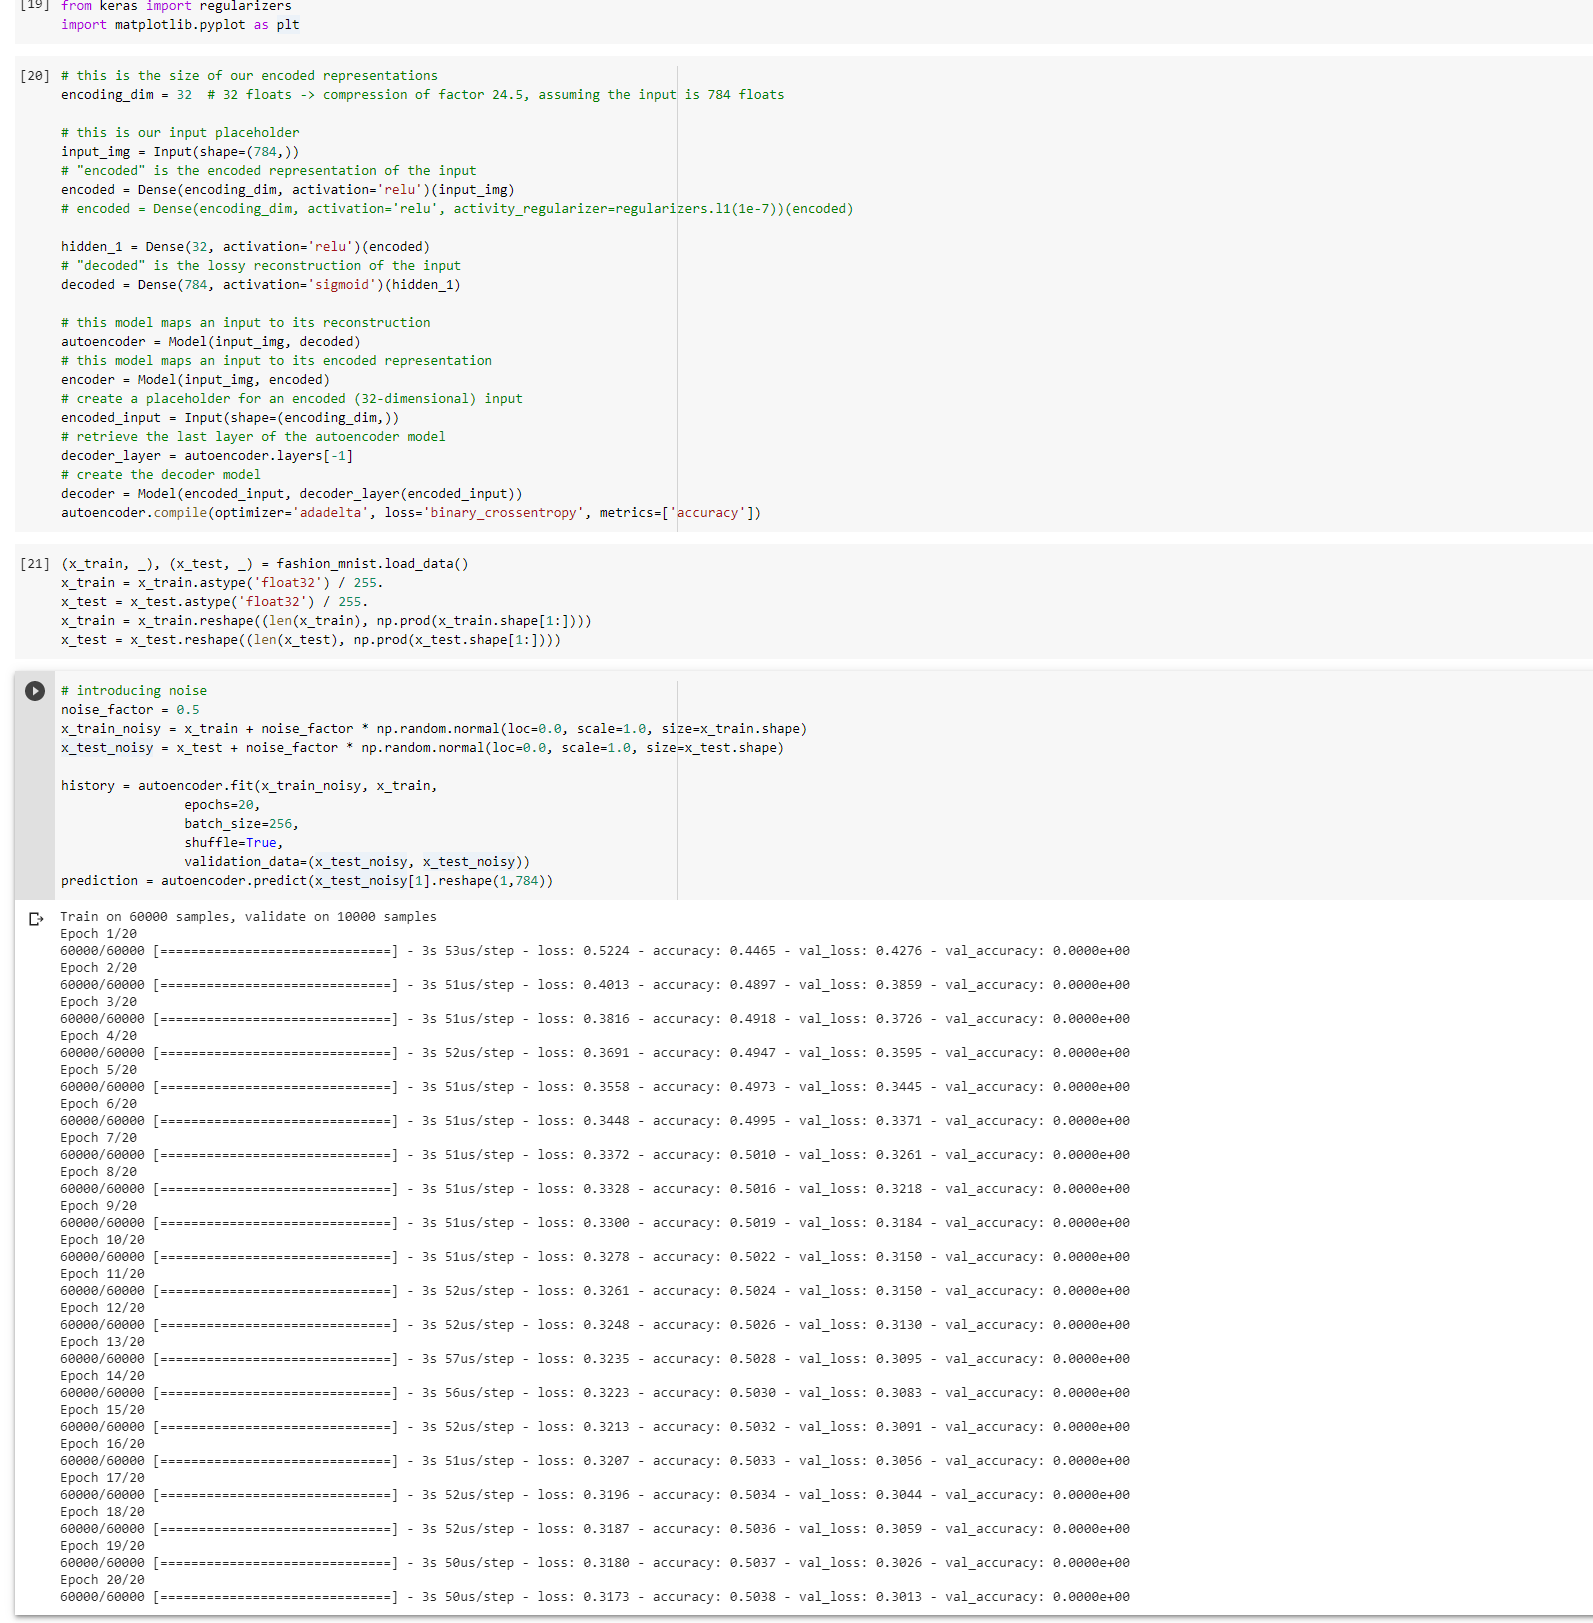 [19] from keras import regularizers
import matplotlib.pyplot as plt
[20] # this is the size of our encoded representations
encoding_dim = 32  # 32 floats -> compression of factor 24.5, assuming the input is 784 floats
# this is our input placeholder
input_img = Input(shape=(784,))
# "encoded" is the encoded representation of the input
encoded = Dense(encoding_dim, activation='relu')(input_img)
# encoded = Dense(encoding_dim, activation='relu', activity_regularizer=regularizers.l1(1e-7))(encoded)
hidden_1 = Dense(32, activation='relu')(encoded)
# "decoded" is the lossy reconstruction of the input
decoded = Dense(784, activation='sigmoid')(hidden_1)
# this model maps an input to its reconstruction
autoencoder = Model(input_img, decoded)
# this model maps an input to its encoded representation
encoder = Model(input_img, encoded)
# create a placeholder for an encoded (32-dimensional) input
encoded_input = Input(shape=(encoding_dim,))
# retrieve the last layer of the autoencoder model
decoder_layer = autoencoder.layers[-1]
# create the decoder model
decoder = Model(encoded_input, decoder_layer(encoded_input))
autoencoder.compile(optimizer='adadelta', loss='binary_crossentropy', metrics=['accuracy'])
[21] (x_train, _), (x_test, _) = fashion_mnist.load_data()
x_train = x_train.astype('float32') / 255.
x_test = x_test.astype('float32') / 255.
x_train = x_train.reshape((len(x_train), np.prod(x_train.shape[1:])))
x_test = x_test.reshape((len(x_test), np.prod(x_test.shape[1:])))
# introducing noise
noise_factor = 0.5
x_train_noisy = x_train + noise_factor * np.random.normal(loc=0.0, scale=1.0, size=x_train.shape)
x_test_noisy = x_test + noise_factor * np.random.normal(loc=0.0, scale=1.0, size=x_test.shape)
history = autoencoder.fit(x_train_noisy, x_train,
epochs=20,
batch_size=256,
shuffle=True,
validation_data=(x_test_noisy, x_test_noisy))
prediction = autoencoder.predict(x_test_noisy[1].reshape(1,784))
Train on 60000 samples, validate on 10000 samples
Epoch 1/20
60000/60000 [==============================] - 3s 53us/step - loss: 0.5224 - accuracy: 0.4465 - val_loss: 0.4276 - val_accuracy: 0.0000e+00
Epoch 2/20
60000/60000 [==============================] - 3s 51us/step - loss: 0.4013 - accuracy: 0.4897 - val_loss: 0.3859 - val_accuracy: 0.0000e+00
Epoch 3/20
60000/60000 [==============================] - 3s 51us/step - loss: 0.3816 - accuracy: 0.4918 - val_loss: 0.3726 - val_accuracy: 0.0000e+00
Epoch 4/20
60000/60000 [==============================] - 3s 52us/step - loss: 0.3691 - accuracy: 0.4947 - val_loss: 0.3595 - val_accuracy: 0.0000e+00
Epoch 5/20
60000/60000 [==============================] - 3s 51us/step - loss: 0.3558 - accuracy: 0.4973 - val_loss: 0.3445 - val_accuracy: 0.0000e+00
Epoch 6/20
60000/60000 [==============================] - 3s 51us/step - loss: 0.3448 - accuracy: 0.4995 - val_loss: 0.3371 - val_accuracy: 0.0000e+00
Epoch 7/20
60000/60000 [==============================] - 3s 51us/step - loss: 0.3372 - accuracy: 0.5010 - val_loss: 0.3261 - val_accuracy: 0.0000e+00
Epoch 8/20
60000/60000 [==============================] - 3s 51us/step - loss: 0.3328 - accuracy: 0.5016 - val_loss: 0.3218 - val_accuracy: 0.0000e+00
Epoch 9/20
60000/60000 [==============================] - 3s 51us/step - loss: 0.3300 - accuracy: 0.5019 - val_loss: 0.3184 - val_accuracy: 0.0000e+00
Epoch 10/20
60000/60000 [==============================] - 3s 51us/step - loss: 0.3278 - accuracy: 0.5022 - val_loss: 0.3150 - val_accuracy: 0.0000e+00
Epoch 11/20
60000/60000 [==============================] - 3s 52us/step - loss: 0.3261 - accuracy: 0.5024 - val_loss: 0.3150 - val_accuracy: 0.0000e+00
Epoch 12/20
60000/60000 [==============================] - 3s 52us/step - loss: 0.3248 - accuracy: 0.5026 - val_loss: 0.3130 - val_accuracy: 0.0000e+00
Epoch 13/20
60000/60000 [==============================] - 3s 57us/step - loss: 0.3235 - accuracy: 0.5028 - val_loss: 0.3095 - val_accuracy: 0.0000e+00
Epoch 14/20
60000/60000 [==============================] - 3s 56us/step - loss: 0.3223 - accuracy: 0.5030 - val_loss: 0.3083 - val_accuracy: 0.0000e+00
Epoch 15/20
60000/60000 [==============================] - 3s 52us/step - loss: 0.3213 - accuracy: 0.5032 - val_loss: 0.3091 - val_accuracy: 0.0000e+00
Epoch 16/20
60000/60000 [==============================] - 3s 51us/step - loss: 0.3207 - accuracy: 0.5033 - val_loss: 0.3056 - val_accuracy: 0.0000e+00
Epoch 17/20
60000/60000 [==============================] - 3s 52us/step - loss: 0.3196 - accuracy: 0.5034 - val_loss: 0.3044 - val_accuracy: 0.0000e+00
Epoch 18/20
60000/60000 [==============================] - 3s 52us/step - loss: 0.3187 - accuracy: 0.5036 - val_loss: 0.3059 - val_accuracy: 0.0000e+00
Epoch 19/20
60000/60000 [==============================] - 3s 50us/step - loss: 0.3180 - accuracy: 0.5037 - val_loss: 0.3026 - val_accuracy: 0.0000e+00
Epoch 20/20
60000/60000 [==============================] - 3s 50us/step - loss: 0.3173 - accuracy: 0.5038 - val_loss: 0.3013 - val_accuracy: 0.0000e+00